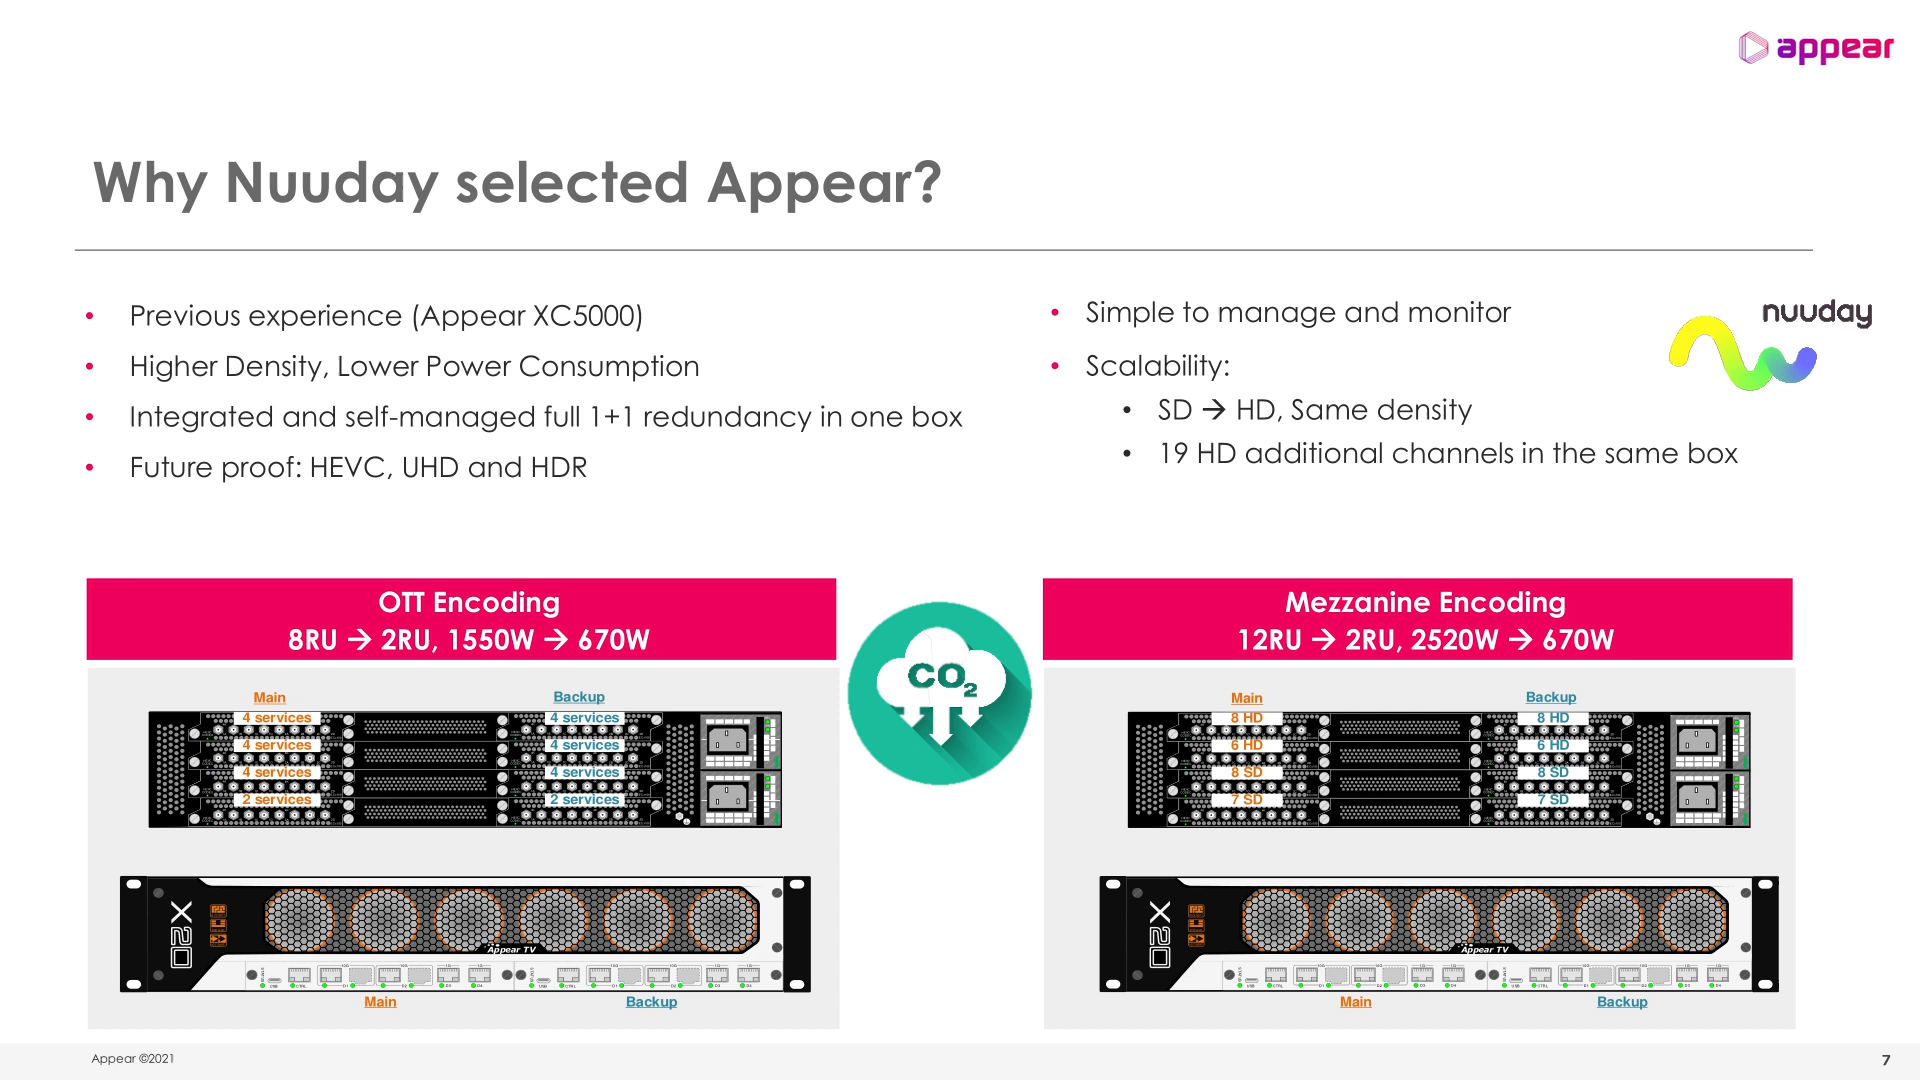 appear
Why Nuuday selected Appear?
• Previous experience (Appear XC5000)
• Higher Density, Lower Power Consumption
• Integrated and self-managed full 1+1 redundancy in one box
• Future proof: HEVC, UHD and HDR
• Simple to manage and monitor
• Scalability:
• SD → HD, Same density
• 19 HD additional channels in the same box
nuuday
OTT Encoding
8RU → 2RU, 1550W → 670W
Main
Backup
4 services
4 services
4 services
4 services
4 services
4 services
2 services
2 services
X20
Appear TV
Main
Backup
CO2
Mezzanine Encoding
12RU → 2RU, 2520W → 670W
Main
Backup
8 HD
8 HD
6 HD
6 HD
8 SD
8 SD
7 SD
7 SD
X20
Appear TV
Main
Backup
Appear ©2021
7